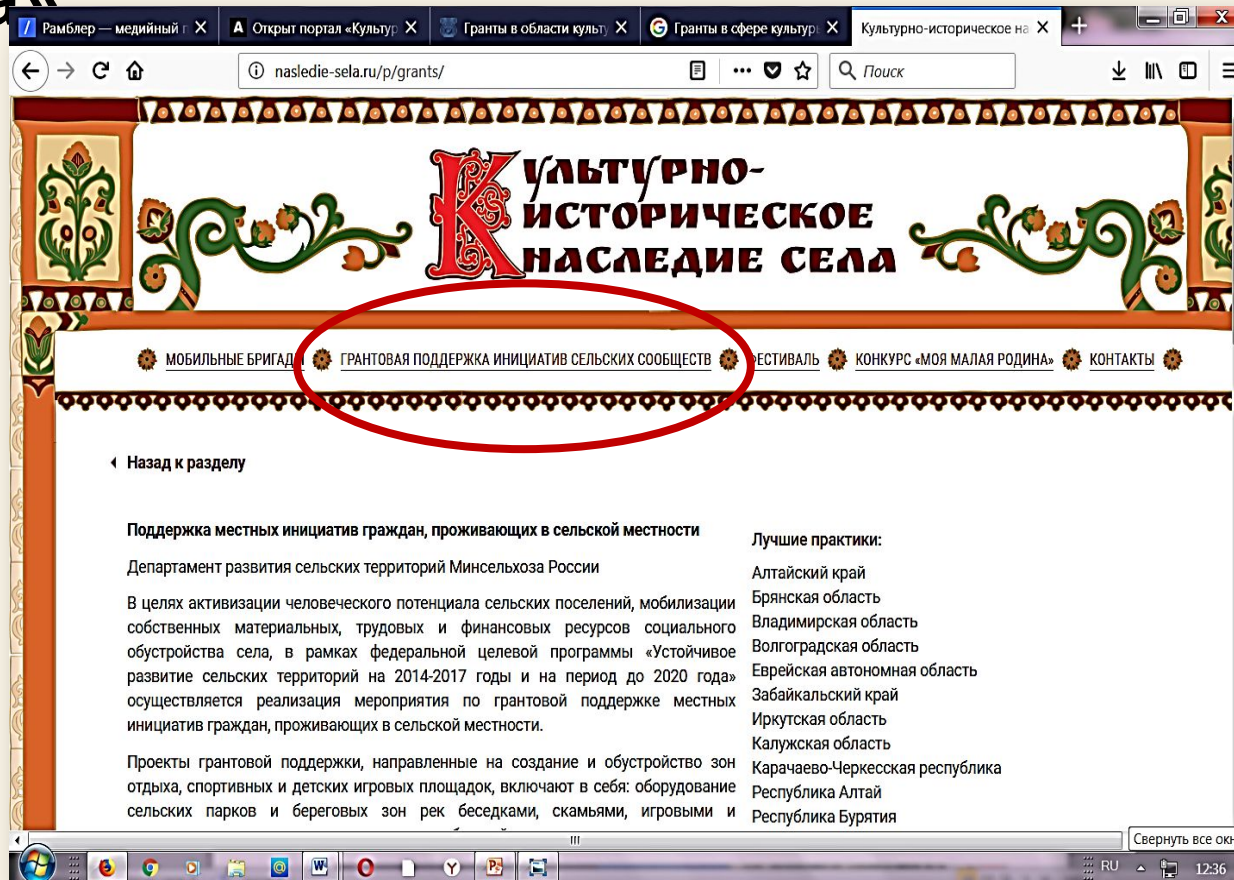 а»
Рамблер — медийный п
Открыт портал «Культур
Гранты в области культу
Гранты в сфере культуры
Культурно-историческое на
nasledie-sela.ru/p/grants/
Поиск
Культурно-
историческое
наследие села
МОБИЛЬНЫЕ БРИГАДЫ ГРАНТОВАЯ ПОДДЕРЖКА ИНИЦИАТИВ СЕЛЬСКИХ СООБЩЕСТВ ФЕСТИВАЛЬ КОНКУРС «МОЯ МАЛАЯ РОДИНА» КОНТАКТЫ
Назад к разделу
Поддержка местных инициатив граждан, проживающих в сельской местности
Департамент развития сельских территорий Минсельхоза России
В целях активизации человеческого потенциала сельских поселений, мобилизации
собственных материальных, трудовых и финансовых ресурсов социального
обустройства села, в рамках федеральной целевой программы «Устойчивое
развитие сельских территорий на 2014-2017 годы и на период до 2020 года»
осуществляется реализация мероприятия по грантовой поддержке местных
инициатив граждан, проживающих в сельской местности.
Проекты грантовой поддержки, направленные на создание и обустройство зон
отдыха, спортивных и детских игровых площадок, включают в себя: оборудование
сельских парков и береговых зон рек беседками, скамьями, игровыми и
Лучшие практики:
Алтайский край
Брянская область
Владимирская область
Волгоградская область
Еврейская автономная область
Забайкальский край
Иркутская область
Калужская область
Карачаево-Черкесская республика
Республика Алтай
Республика Бурятия
Свернуть все окн
RU
12:36